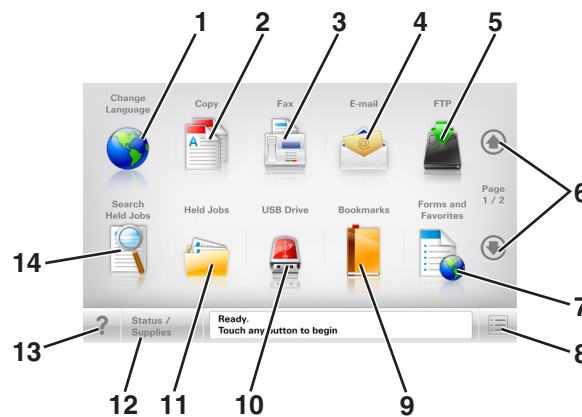 1 2 3 4 5
Change
Language
Copy
Fax
E-mail
FTP
A
@
6
Page
1 / 2
Search
Held Jobs
Held Jobs
USB Drive
Bookmarks
Forms and
Favorites
14
7
?
Status /
Supplies
Ready.
Touch any button to begin
8
13
12
11
10
9